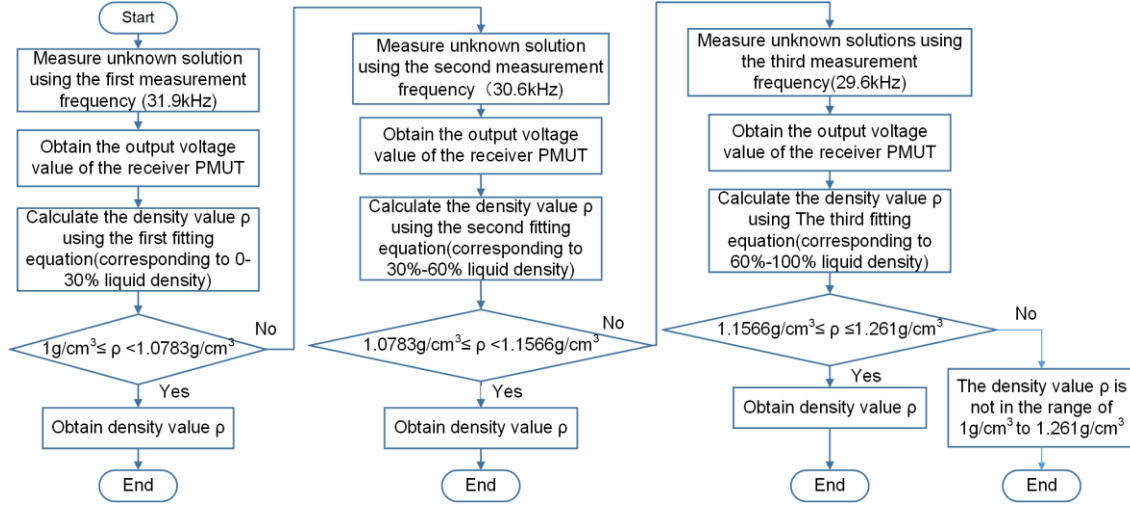 Start
Measure unknown solution
using the first measurement
frequency (31.9kHz)
Obtain the output voltage
value of the receiver PMUT
Calculate the density value ρ
using the first fitting
equation(corresponding to 0-
30% liquid density)
1g/cm³≤ ρ <1.0783g/cm³
No
Yes
Obtain density value ρ
End
Measure unknown solution
using the second measurement
frequency（30.6kHz)
Obtain the output voltage
value of the receiver PMUT
Calculate the density value ρ
using the second fitting
equation(corresponding to
30%-60% liquid density)
1.0783g/cm³≤ ρ <1.1566g/cm³
No
Yes
Obtain density value ρ
End
Measure unknown solutions using
the third measurement
frequency(29.6kHz)
Obtain the output voltage
value of the receiver PMUT
Calculate the density value ρ
using The third fitting
equation(corresponding to
60%-100% liquid density)
1.1566g/cm³≤ ρ ≤1.261g/cm³
No
Yes
Obtain density value ρ
End
The density value ρ is
not in the range of
1g/cm³ to 1.261g/cm³
End